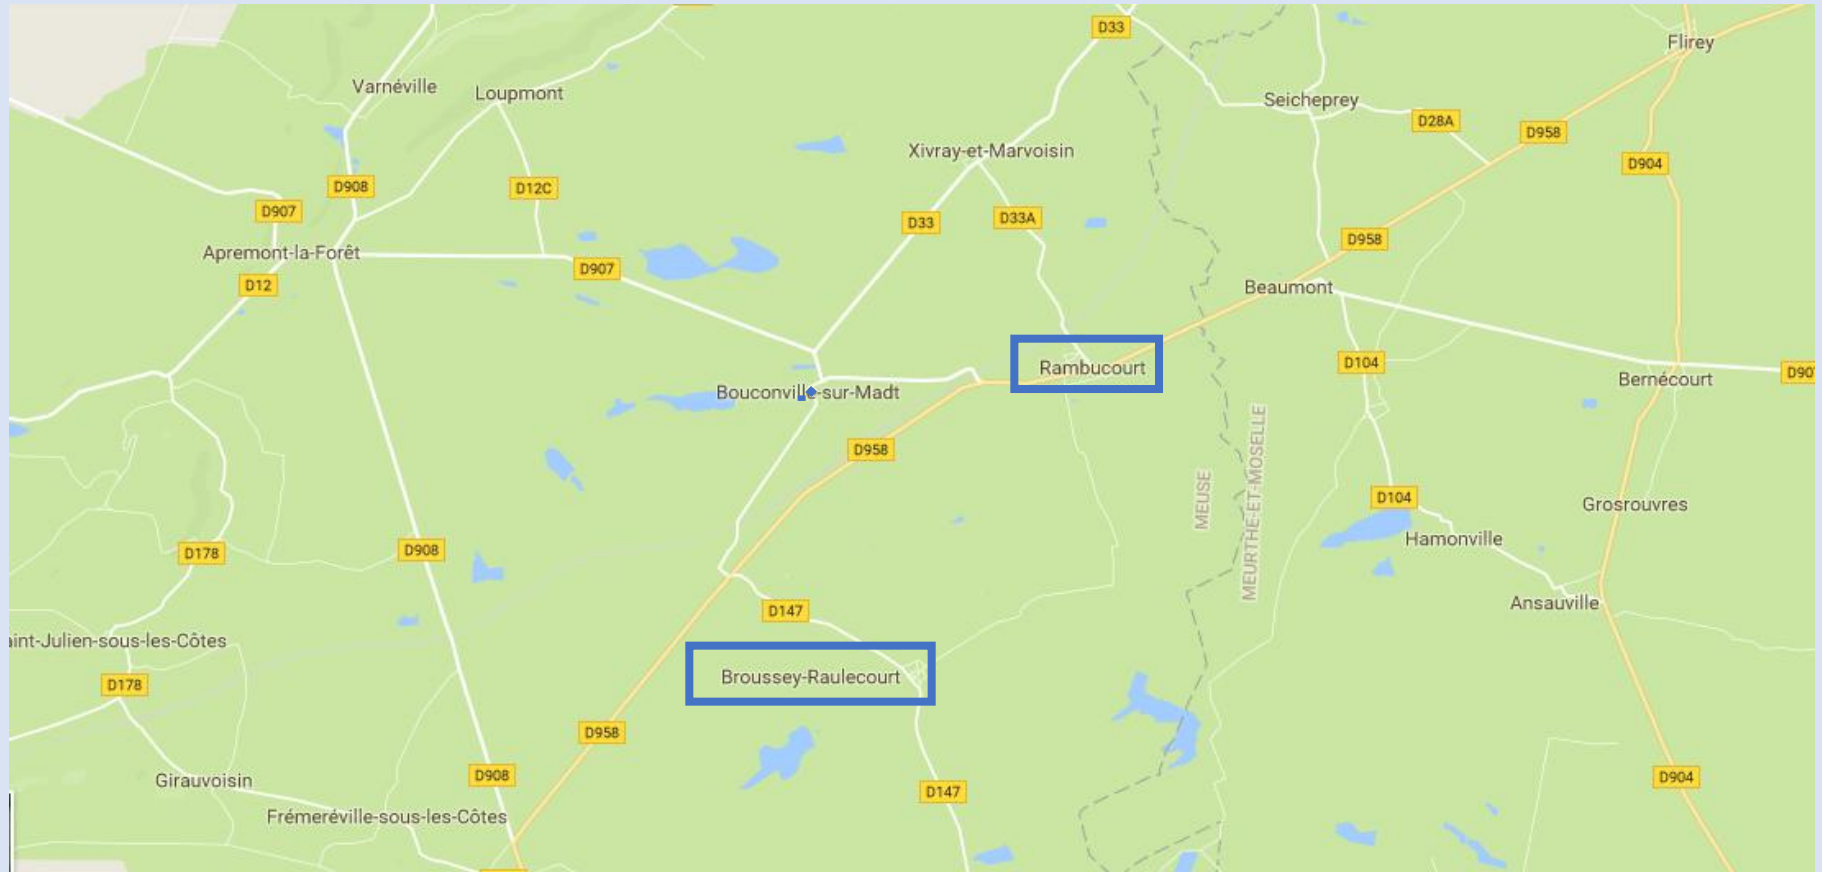 D33
Flirey
Varnéville
Loupmont
Seicheprey
D28A
D958
Xivray-et-Marvoisin
D904
D908
D12C
D907
D33
D33A
D958
Apremont-la-Forêt
D907
D12
Beaumont
Rambucourt
D104
D907
Bernécourt
Bouconville-sur-Madt
D958
MEUSE
MEURTHE-ET-MOSELLE
D104
Grosrouvres
Hamonville
D178
D908
D147
Ansauville
aint-Julien-sous-les-Côtes
D178
Broussey-Raulecourt
D958
Girauvoisin
D908
D147
D904
Frémeréville-sous-les-Côtes